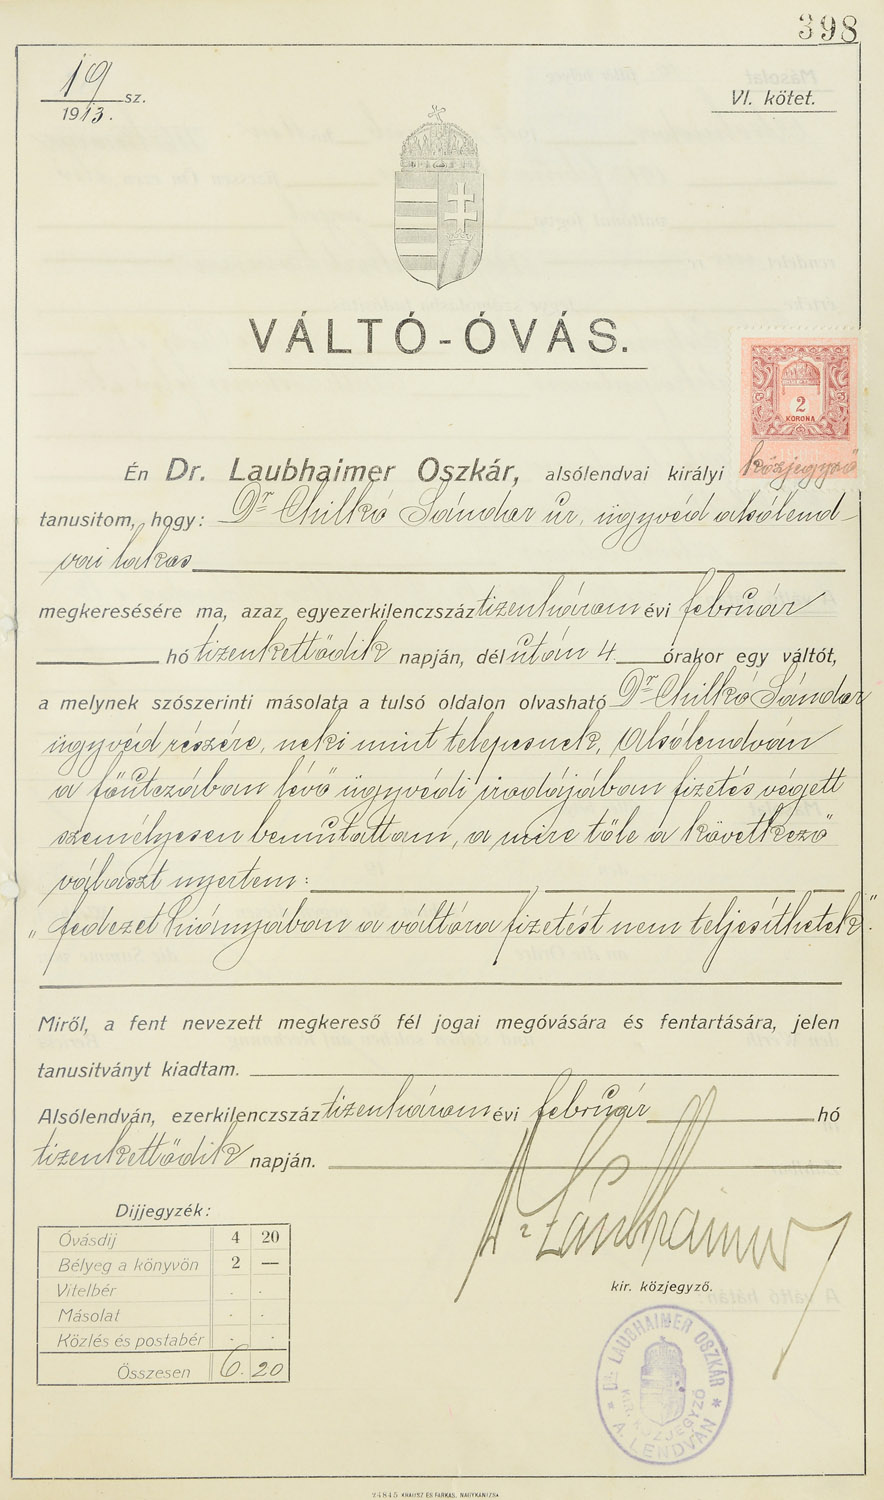 398
19 sz.
1913.
VI. kötet.
VÁLTÓ-ÓVÁS.
2
KORONA
Én Dr. Laubhaimer Oszkár, alsólendvai királyi közjegyző
tanusitom, hogy: Dr Chilkó Sándor úr, ügyvéd alsólend-
vai lakos
megkeresésére ma, azaz egyezerkilenczszáz tizenhárom évi február
hó tizenkettődik napján, délután 4 órakor egy váltót,
a melynek szószerinti másolata a tulsó oldalon olvasható Dr Chilkó Sándor
ügyvéd részére, neki mint telepesnek, Alsólendván
a főutczában lévő ügyvédi irodájában fizetés végett
személyesen bemutattam, a mire tőle a következő
választ nyertem:
„fedezet hiányában a váltóra fizetést nem teljesíthetek."
Miről, a fent nevezett megkereső fél jogai megóvására és fentartására, jelen
tanusitványt kiadtam.
Alsólendván, ezerkilenczszáz tizenhárom évi február hó
tizenkettődik napján.
Dr Laubhaimer
kir. közjegyző.
Dijjegyzék:
Óvásdij 4 20
Bélyeg a könyvön 2 —
Vitelbér . .
Másolat . .
Közlés és postabér . .
Összesen 6. 20
* DR. LAUBHAIMER OSZKÁR *
KIR. KÖZJEGYZŐ
A. LENDVÁN
24845 KRAUSZ ÉS FARKAS, NAGYKANIZSA